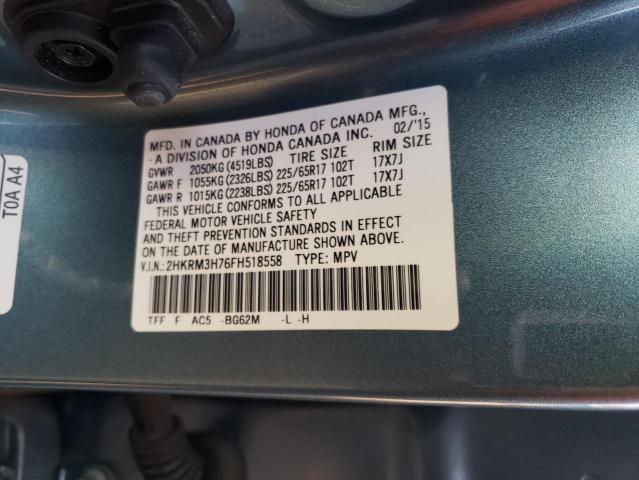 MFD. IN CANADA BY HONDA OF CANADA MFG.,
- A DIVISION OF HONDA CANADA INC. 02/'15
GVWR 2050KG (4519LBS) TIRE SIZE RIM SIZE
GAWR F 1055KG (2326LBS) 225/65R17 102T 17X7J
GAWR R 1015KG (2238LBS) 225/65R17 102T 17X7J
THIS VEHICLE CONFORMS TO ALL APPLICABLE
FEDERAL MOTOR VEHICLE SAFETY
AND THEFT PREVENTION STANDARDS IN EFFECT
ON THE DATE OF MANUFACTURE SHOWN ABOVE.
V.I.N.:2HKRM3H76FH518558 TYPE: MPV
TFF F AC5 -BG62M -L -H
T0A A4